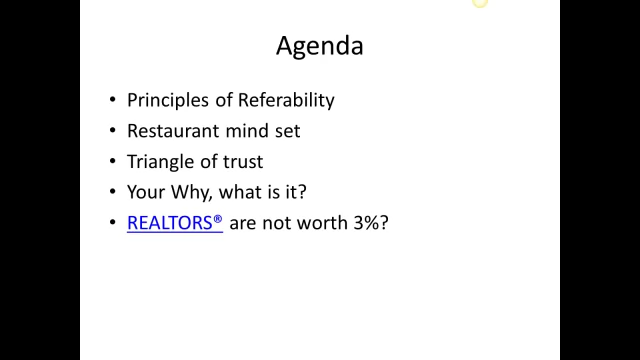 Agenda
• Principles of Referability
• Restaurant mind set
• Triangle of trust
• Your Why, what is it?
• REALTORS® are not worth 3%?